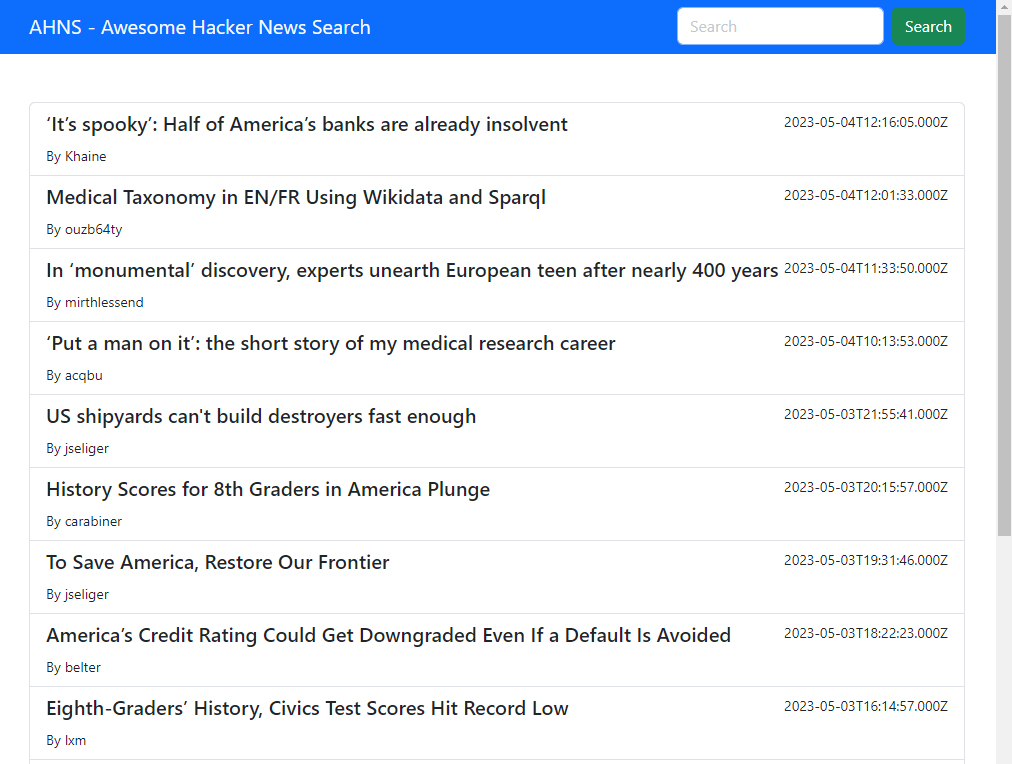 AHNS - Awesome Hacker News Search
Search
Search
‘It’s spooky’: Half of America’s banks are already insolvent
2023-05-04T12:16:05.000Z
By Khaine
Medical Taxonomy in EN/FR Using Wikidata and Sparql
2023-05-04T12:01:33.000Z
By ouzb64ty
In ‘monumental’ discovery, experts unearth European teen after nearly 400 years
2023-05-04T11:33:50.000Z
By mirthlessend
‘Put a man on it’: the short story of my medical research career
2023-05-04T10:13:53.000Z
By acqbu
US shipyards can't build destroyers fast enough
2023-05-03T21:55:41.000Z
By jseliger
History Scores for 8th Graders in America Plunge
2023-05-03T20:15:57.000Z
By carabiner
To Save America, Restore Our Frontier
2023-05-03T19:31:46.000Z
By jseliger
America’s Credit Rating Could Get Downgraded Even If a Default Is Avoided
2023-05-03T18:22:23.000Z
By belter
Eighth-Graders’ History, Civics Test Scores Hit Record Low
2023-05-03T16:14:57.000Z
By lxm